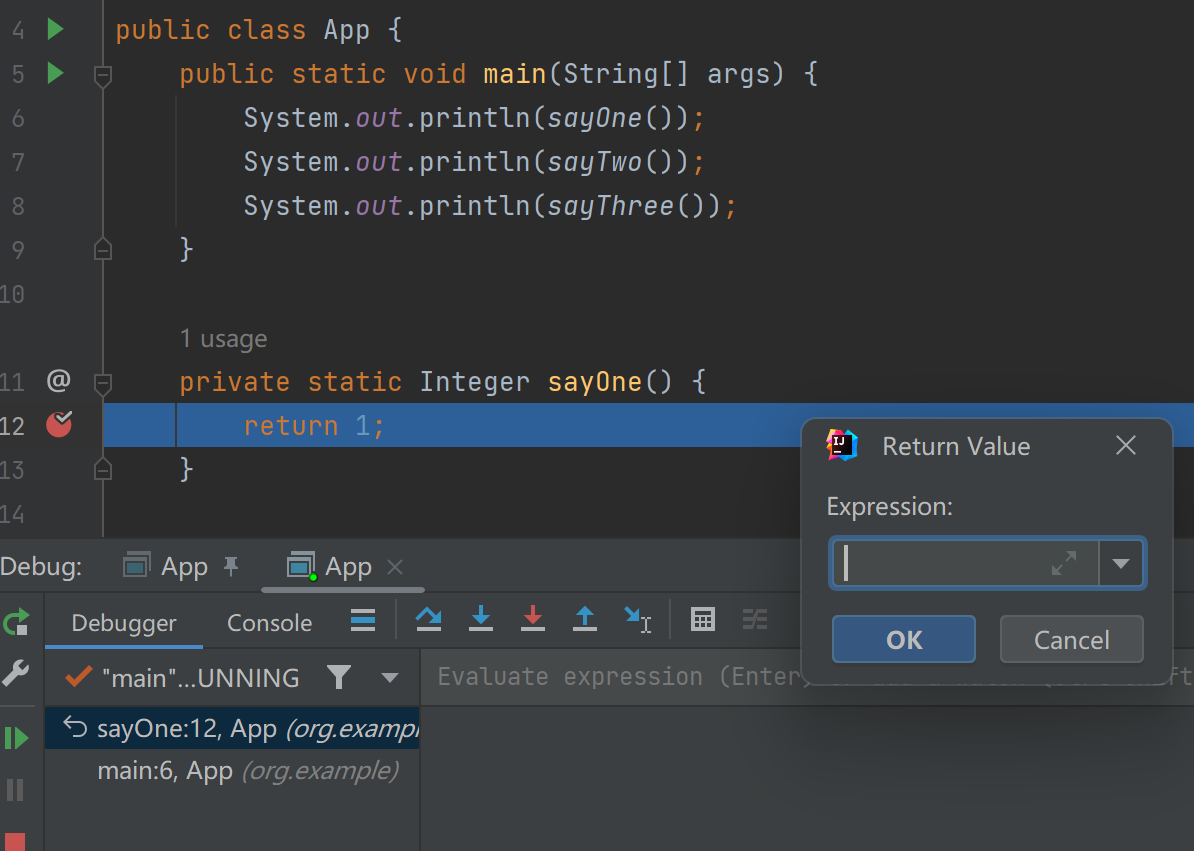 4 public class App {
5 public static void main(String[] args) {
6 System.out.println(sayOne());
7 System.out.println(sayTwo());
8 System.out.println(sayThree());
9 }
10
1 usage
11 @ private static Integer sayOne() {
12 return 1;
13 }
14
IJ
Return Value
Expression:
OK
Cancel
Debug: App App
Debugger Console
"main"...UNNING
Evaluate expression (Enter)
sayOne:12, App (org.exampl
main:6, App (org.example)